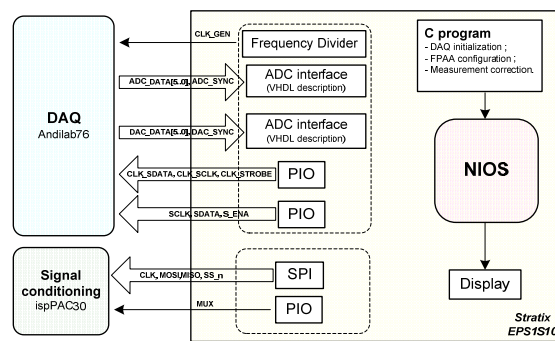 CLK_GEN
Frequency Divider
ADC_DATA[5..0], ADC_SYNC
ADC interface
(VHDL description)
DAQ
Andilab76
DAC_DATA[5..0], DAC_SYNC
ADC interface
(VHDL description)
CLK_SDATA, CLK_SCLK, CLK_STROBE
PIO
SCLK, SDATA, S_ENA
PIO
Signal
conditioning
ispPAC30
CLK, MOSI,MISO, SS_n
SPI
MUX
PIO
C program
- DAQ initialization ;
- FPAA configuration ;
- Measurement correction.
NIOS
Display
Stratix
EPS1S10